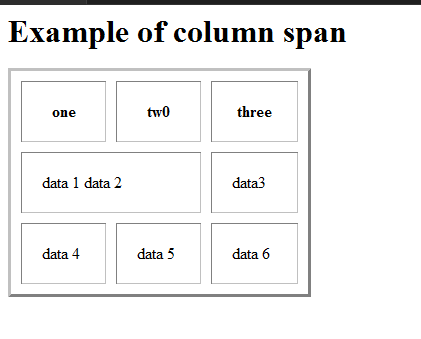 Example of column span
one tw0 three
data 1 data 2 data3
data 4 data 5 data 6